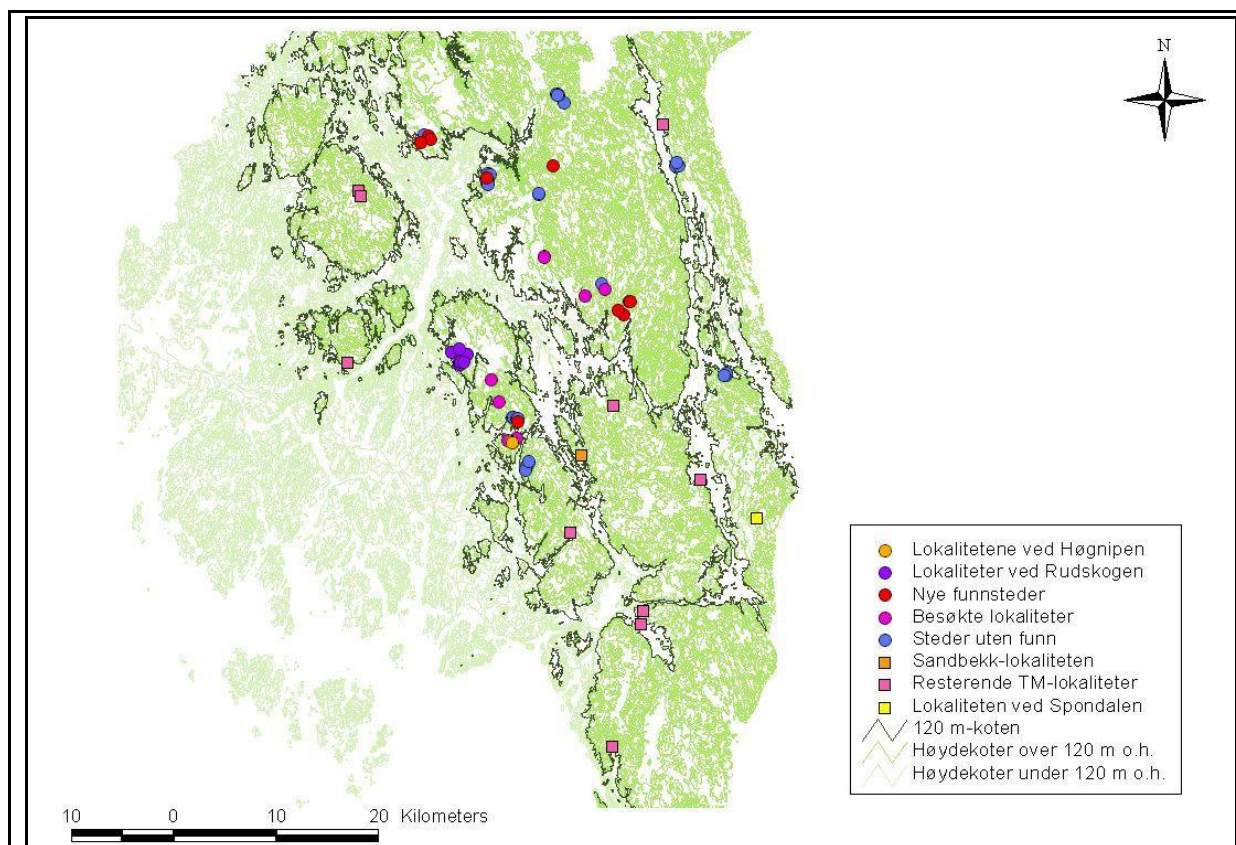 N
Lokalitetene ved Høgnipen
Lokaliteter ved Rudskogen
Nye funnsteder
Besøkte lokaliteter
Steder uten funn
Sandbekk-lokaliteten
Resterende TM-lokaliteter
Lokaliteten ved Spondalen
120 m-koten
Høydekoter over 120 m o.h.
Høydekoter under 120 m o.h.
10 0 10 20 Kilometers